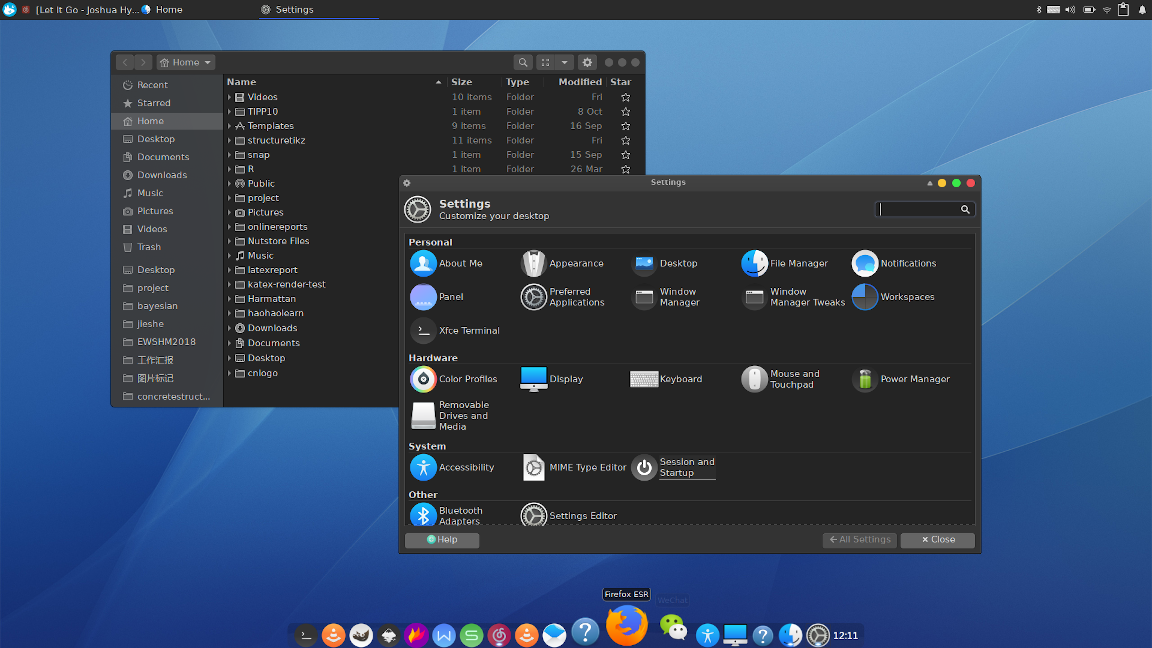 [Let It Go - Joshua Hy...
Home
Settings
Home
Recent
Starred
Home
Desktop
Documents
Downloads
Music
Pictures
Videos
Trash
Desktop
project
bayesian
jieshe
EWSHM2018
工作汇报
图片标记
concretestruct...
Name Size Type Modified Star
Videos 10 items Folder Fri
TIPP10 1 item Folder 8 Oct
Templates 9 items Folder 16 Sep
structuretikz 11 items Folder Fri
snap 1 item Folder 15 Sep
R 1 item Folder 26 Mar
Public
project
Pictures
onlinereports
Nutstore Files
Music
latexreport
katex-render-test
Harmattan
haohaolearn
Downloads
Documents
Desktop
cnlogo
Settings
Settings
Customize your desktop
Personal
About Me
Appearance
Desktop
File Manager
Notifications
Panel
Preferred
Applications
Window
Manager
Window
Manager Tweaks
Workspaces
Xfce Terminal
Hardware
Color Profiles
Display
Keyboard
Mouse and
Touchpad
Power Manager
Removable
Drives and
Media
System
Accessibility
MIME Type Editor
Session and
Startup
Other
Bluetooth
Adapters
Settings Editor
Help
All Settings
Close
Firefox ESR
WeChat
12:11